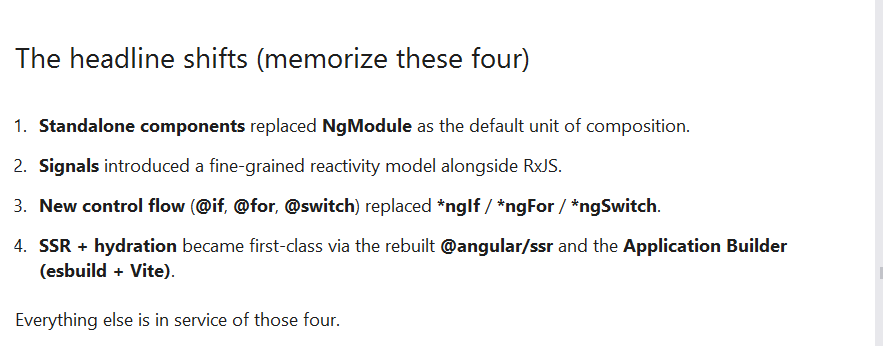 The headline shifts (memorize these four)
1. Standalone components replaced NgModule as the default unit of composition.
2. Signals introduced a fine-grained reactivity model alongside RxJS.
3. New control flow (@if, @for, @switch) replaced *ngIf / *ngFor / *ngSwitch.
4. SSR + hydration became first-class via the rebuilt @angular/ssr and the Application Builder
(esbuild + Vite).
Everything else is in service of those four.